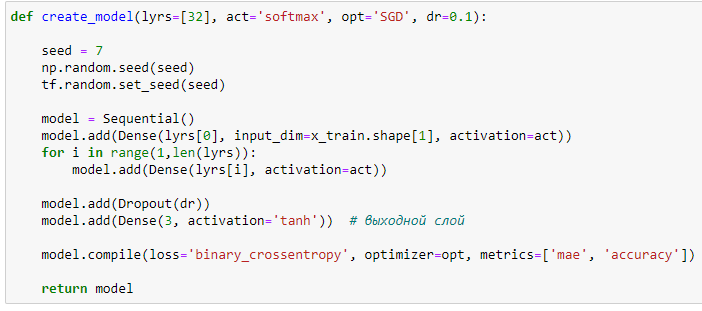 def create_model(lyrs=[32], act='softmax', opt='SGD', dr=0.1):
    seed = 7
    np.random.seed(seed)
    tf.random.set_seed(seed)
    model = Sequential()
    model.add(Dense(lyrs[0], input_dim=x_train.shape[1], activation=act))
    for i in range(1,len(lyrs)):
        model.add(Dense(lyrs[i], activation=act))
    model.add(Dropout(dr))
    model.add(Dense(3, activation='tanh'))  # выходной слой
    model.compile(loss='binary_crossentropy', optimizer=opt, metrics=['mae', 'accuracy'])
    return model